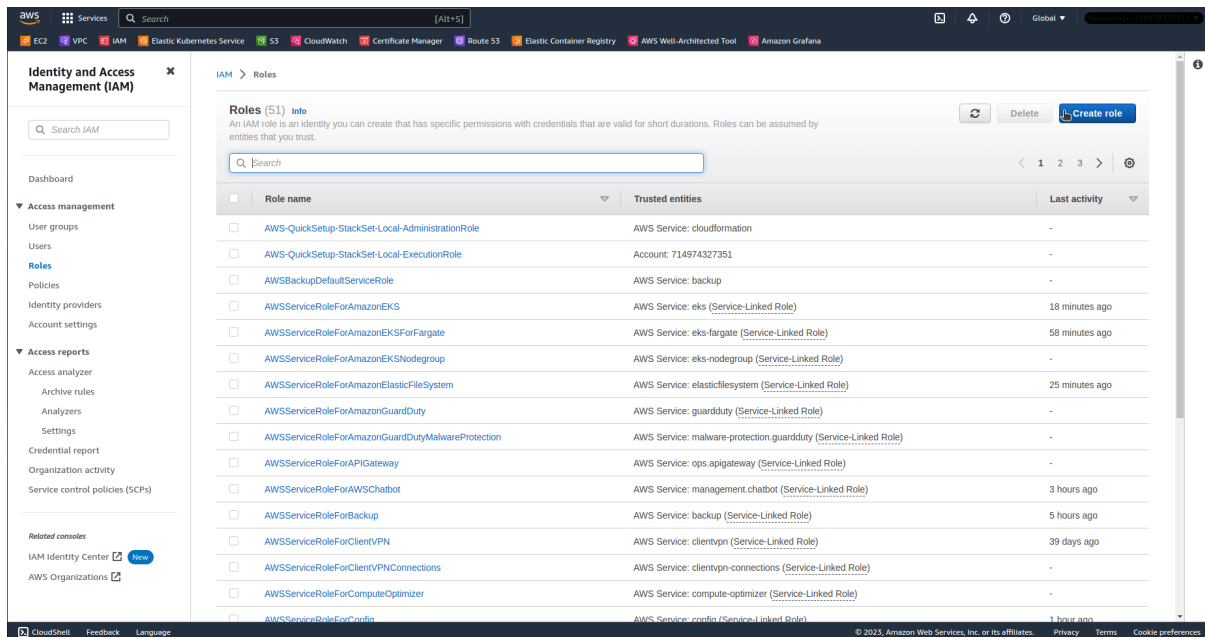 aws
Services
Search
[Alt+S]
Global
EC2
VPC
IAM
Elastic Kubernetes Service
S3
CloudWatch
Certificate Manager
Route 53
Elastic Container Registry
AWS Well-Architected Tool
Amazon Grafana
Identity and Access
Management (IAM)
Search IAM
Dashboard
Access management
User groups
Users
Roles
Policies
Identity providers
Account settings
Access reports
Access analyzer
Archive rules
Analyzers
Settings
Credential report
Organization activity
Service control policies (SCPs)
Related consoles
IAM Identity Center New
AWS Organizations
IAM > Roles
Roles (51) Info
An IAM role is an identity you can create that has specific permissions with credentials that are valid for short durations. Roles can be assumed by
entities that you trust.
Delete
Create role
Search
1 2 3
Role name Trusted entities Last activity
AWS-QuickSetup-StackSet-Local-AdministrationRole AWS Service: cloudformation -
AWS-QuickSetup-StackSet-Local-ExecutionRole Account: 714974327351 -
AWSBackupDefaultServiceRole AWS Service: backup -
AWSServiceRoleForAmazonEKS AWS Service: eks (Service-Linked Role) 18 minutes ago
AWSServiceRoleForAmazonEKSForFargate AWS Service: eks-fargate (Service-Linked Role) 58 minutes ago
AWSServiceRoleForAmazonEKSNodegroup AWS Service: eks-nodegroup (Service-Linked Role) -
AWSServiceRoleForAmazonElasticFileSystem AWS Service: elasticfilesystem (Service-Linked Role) 25 minutes ago
AWSServiceRoleForAmazonGuardDuty AWS Service: guardduty (Service-Linked Role) -
AWSServiceRoleForAmazonGuardDutyMalwareProtection AWS Service: malware-protection.guardduty (Service-Linked Role) -
AWSServiceRoleForAPIGateway AWS Service: ops.apigateway (Service-Linked Role) -
AWSServiceRoleForAWSChatbot AWS Service: management.chatbot (Service-Linked Role) 3 hours ago
AWSServiceRoleForBackup AWS Service: backup (Service-Linked Role) 5 hours ago
AWSServiceRoleForClientVPN AWS Service: clientvpn (Service-Linked Role) 39 days ago
AWSServiceRoleForClientVPNConnections AWS Service: clientvpn-connections (Service-Linked Role) -
AWSServiceRoleForComputeOptimizer AWS Service: compute-optimizer (Service-Linked Role) -
AWSServiceRoleForConfig AWS Service: config (Service-Linked Role) 1 hour ago
CloudShell Feedback Language © 2023, Amazon Web Services, Inc. or its affiliates. Privacy Terms Cookie preferences